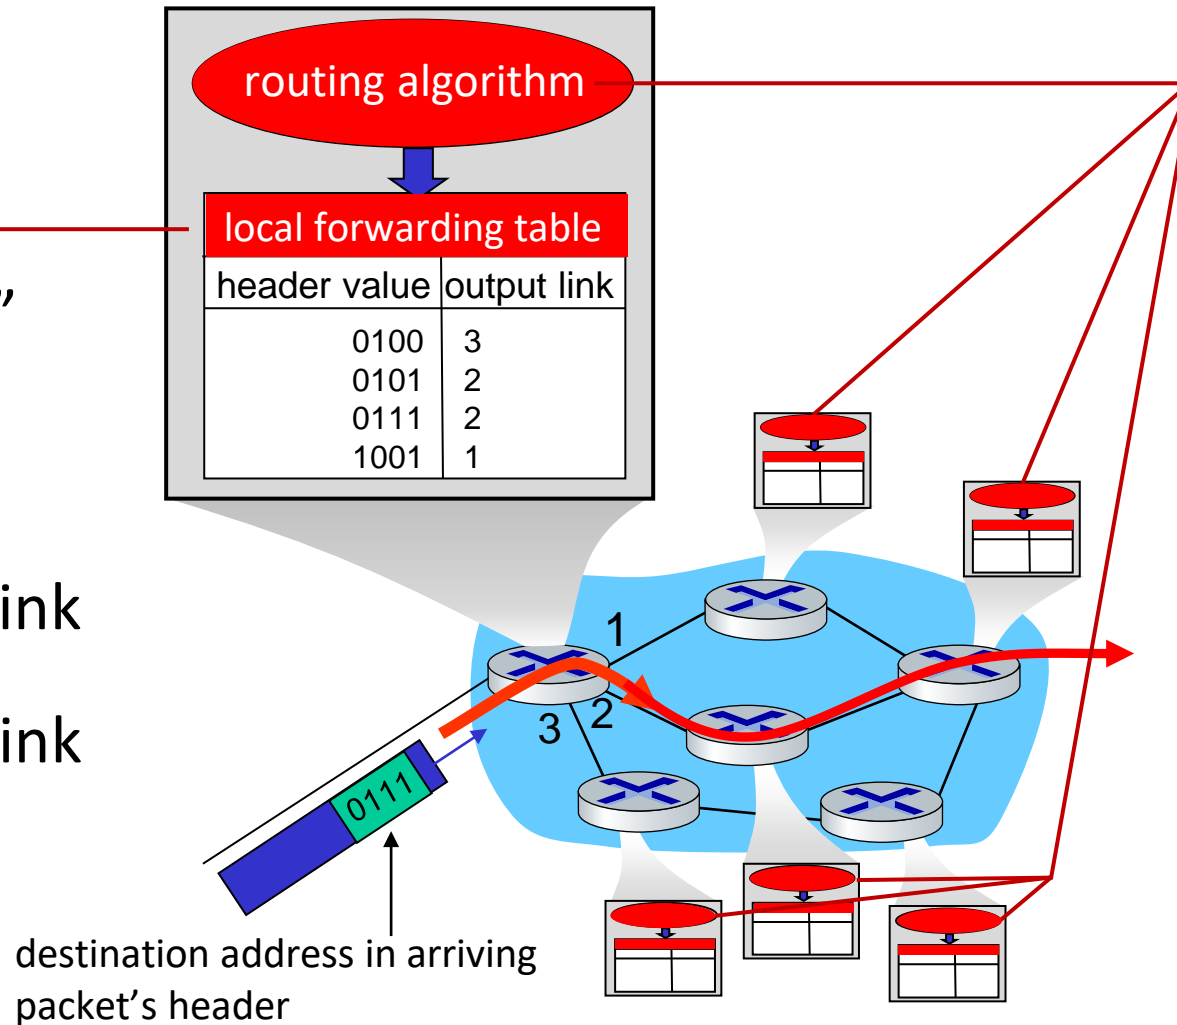 routing algorithm
local forwarding table
header value output link
0100 3
0101 2
0111 2
1001 1
”
ink
ink
1
2
3
0111
destination address in arriving
packet’s header